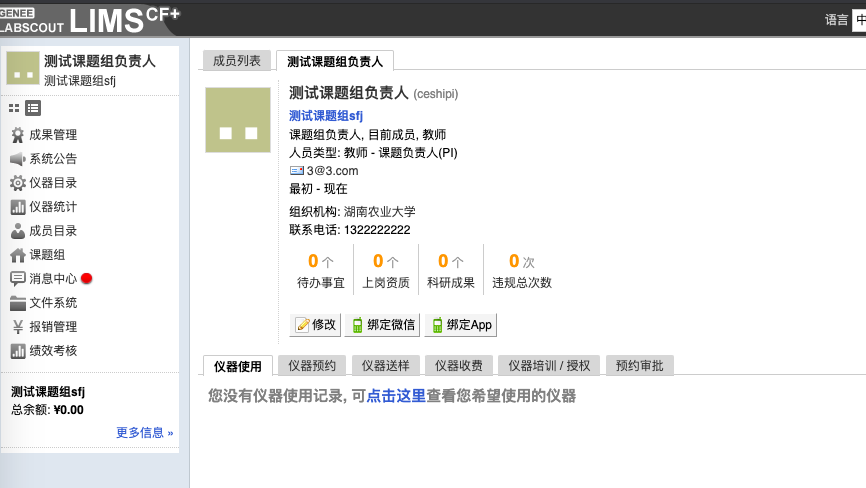 GENEE
LABSCOUT LIMS CF+
语言 中
测试课题组负责人
测试课题组sfj
成果管理
系统公告
仪器目录
仪器统计
成员目录
课题组
消息中心
文件系统
报销管理
绩效考核
测试课题组sfj
总余额: ¥0.00
更多信息 »
成员列表 测试课题组负责人
测试课题组负责人 (ceshipi)
测试课题组sfj
课题组负责人, 目前成员, 教师
人员类型: 教师 - 课题负责人(PI)
3@3.com
最初 - 现在
组织机构: 湖南农业大学
联系电话: 1322222222
0 个 0 个 0 个 0 次
待办事宜 上岗资质 科研成果 违规总次数
修改 绑定微信 绑定App
仪器使用 仪器预约 仪器送样 仪器收费 仪器培训 / 授权 预约审批
您没有仪器使用记录, 可点击这里查看您希望使用的仪器